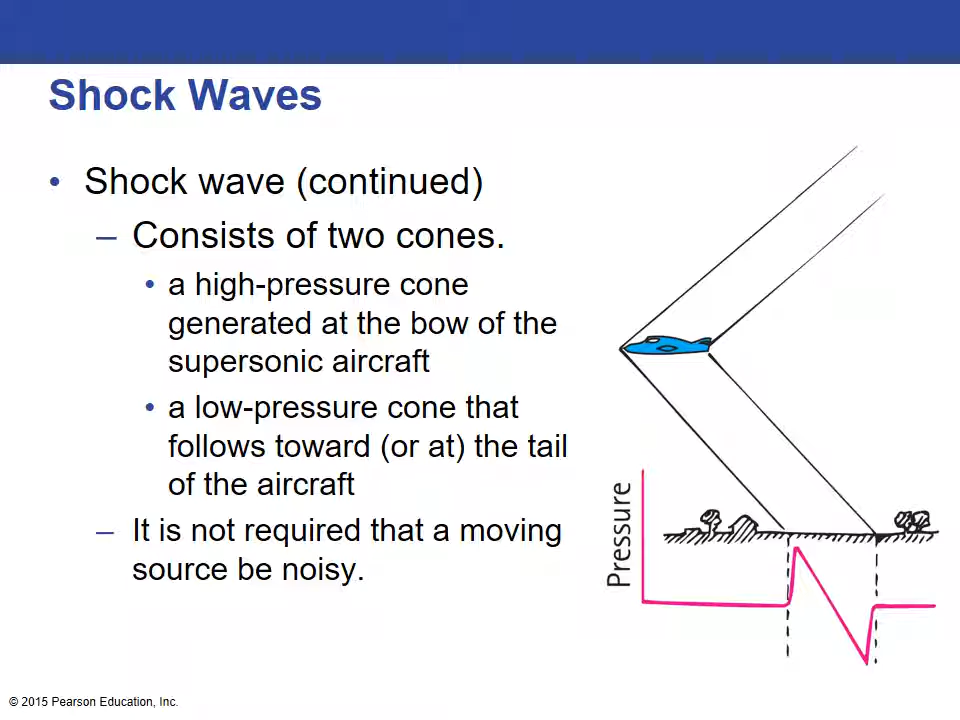 Shock Waves
• Shock wave (continued)
– Consists of two cones.
• a high-pressure cone
generated at the bow of the
supersonic aircraft
• a low-pressure cone that
follows toward (or at) the tail
of the aircraft
– It is not required that a moving
source be noisy.
Pressure
© 2015 Pearson Education, Inc.